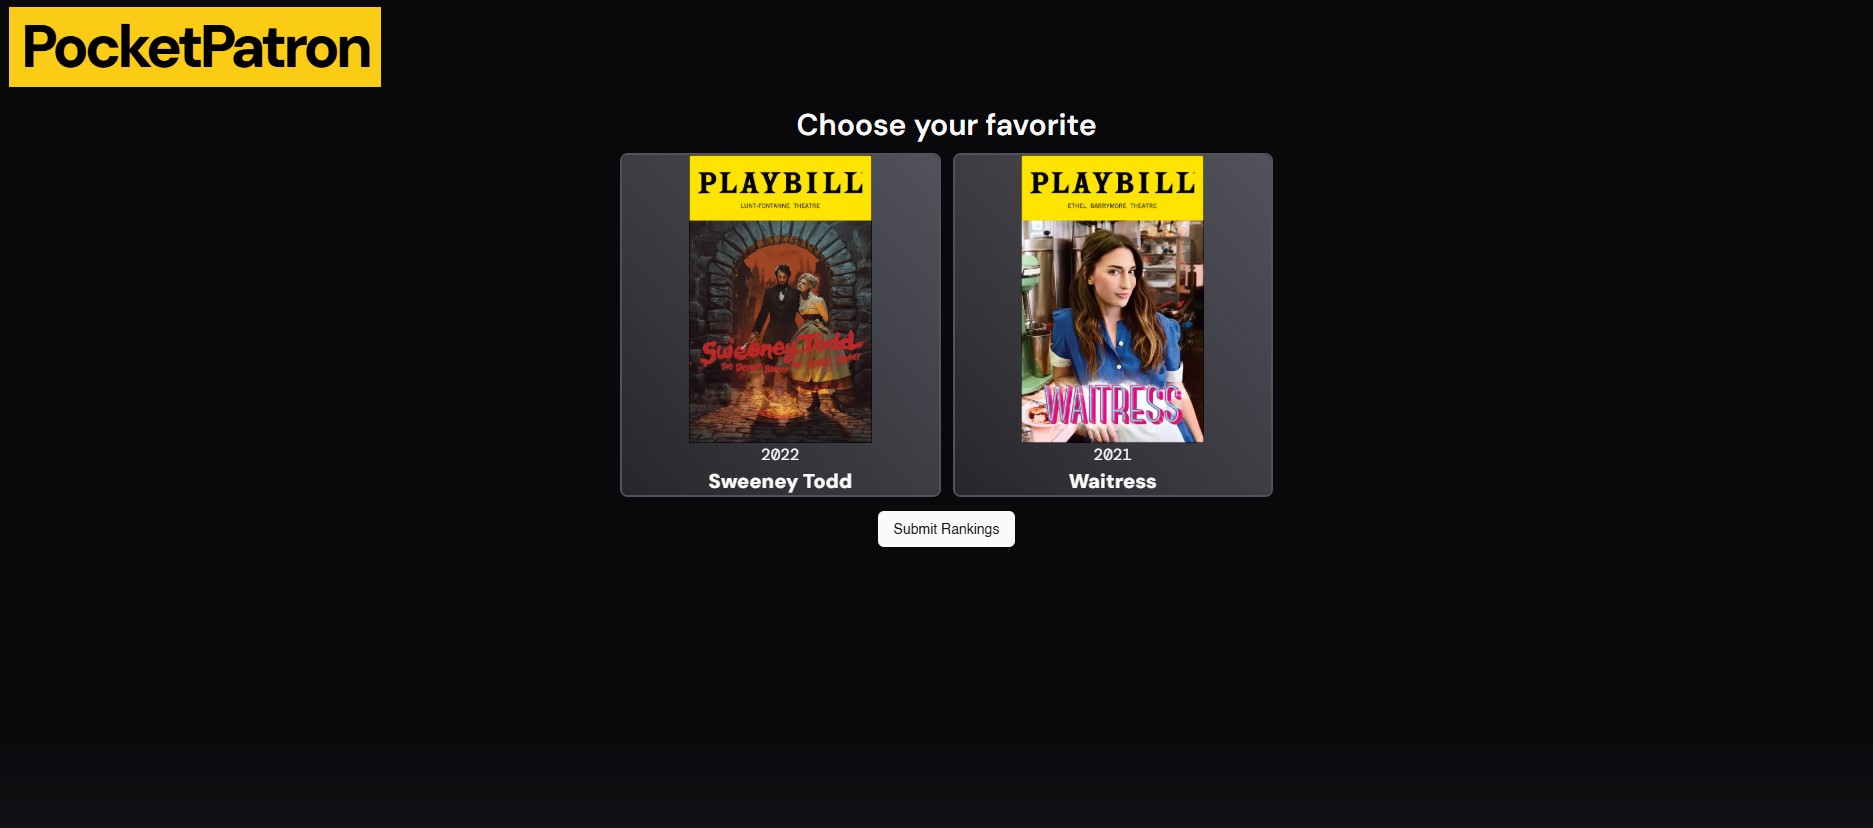 PocketPatron
Choose your favorite
PLAYBILL
LUNT-FONTANNE THEATRE
Sweeney Todd
The Demon Barber of Fleet Street
2022
Sweeney Todd
PLAYBILL
ETHEL BARRYMORE THEATRE
WAITRESS
2021
Waitress
Submit Rankings